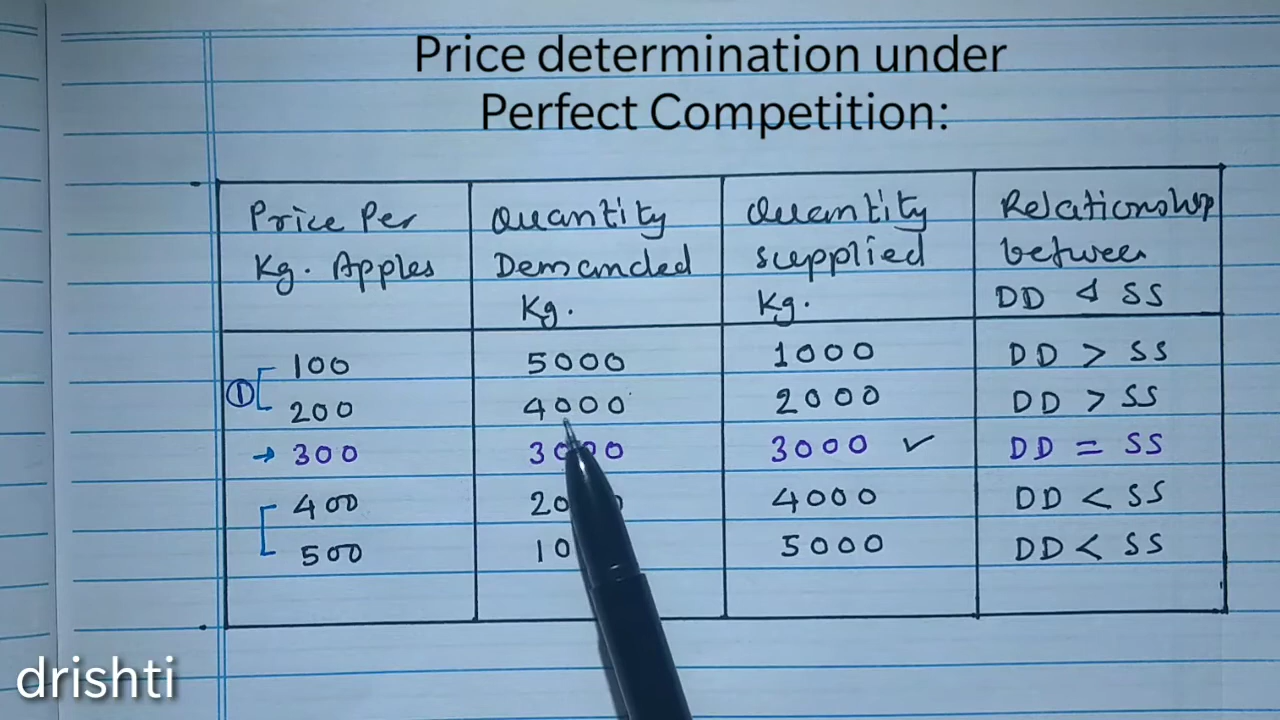 Price determination under
Perfect Competition:
Price Per
Kg. Apples
Quantity
Demanded
Kg.
Quantity
supplied
Kg.
Relationship
between
DD & SS
100 5000 1000 DD > SS
① 200 4000 2000 DD > SS
→ 300 3000 3000 ✓ DD = SS
400 4000 DD < SS
500 5000 DD < SS
drishti